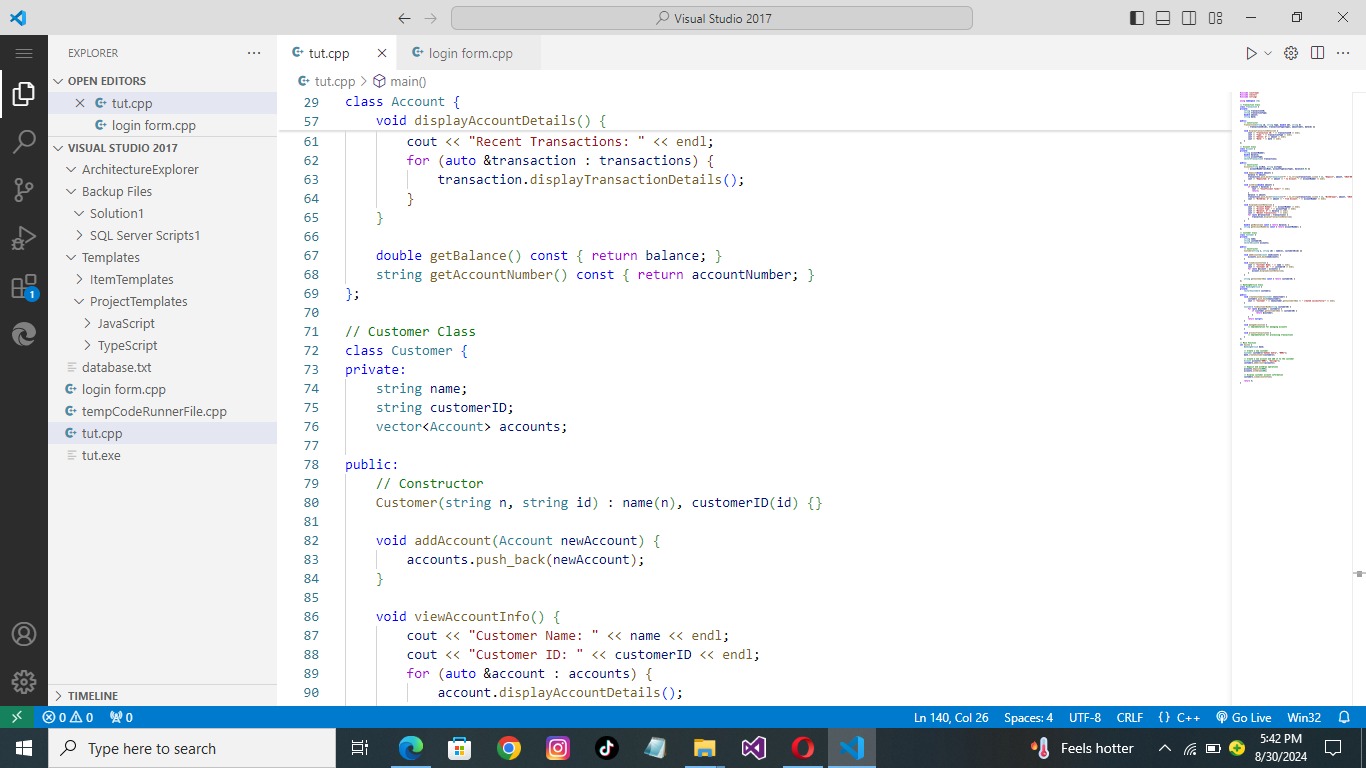 Visual Studio 2017
EXPLORER
OPEN EDITORS
tut.cpp
login form.cpp
VISUAL STUDIO 2017
ArchitectureExplorer
Backup Files
Solution1
SQL Server Scripts1
Templates
ItemTemplates
ProjectTemplates
JavaScript
TypeScript
database.txt
login form.cpp
tempCodeRunnerFile.cpp
tut.cpp
tut.exe
TIMELINE
1
tut.cpp
login form.cpp
tut.cpp > main()
29 class Account {
57 void displayAccountDetails() {
61 cout << "Recent Transactions: " << endl;
62 for (auto &transaction : transactions) {
63 transaction.displayTransactionDetails();
64 }
65 }
66
67 double getBalance() const { return balance; }
68 string getAccountNumber() const { return accountNumber; }
69 };
70
71 // Customer Class
72 class Customer {
73 private:
74 string name;
75 string customerID;
76 vector<Account> accounts;
77
78 public:
79 // Constructor
80 Customer(string n, string id) : name(n), customerID(id) {}
81
82 void addAccount(Account newAccount) {
83 accounts.push_back(newAccount);
84 }
85
86 void viewAccountInfo() {
87 cout << "Customer Name: " << name << endl;
88 cout << "Customer ID: " << customerID << endl;
89 for (auto &account : accounts) {
90 account.displayAccountDetails();
0 0 0
Ln 140, Col 26 Spaces: 4 UTF-8 CRLF {} C++ Go Live Win32
Type here to search
Feels hotter
5:42 PM
8/30/2024